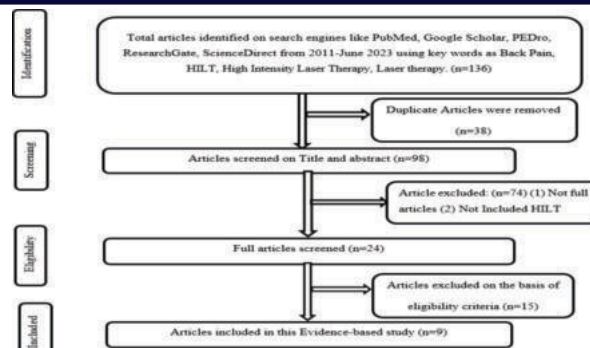 Identification
Total articles identified on search engines like PubMed, Google Scholar, PEDro,
ResearchGate, ScienceDirect from 2011-June 2023 using key words as Back Pain,
HILT, High Intensity Laser Therapy, Laser therapy. (n=136)
Duplicate Articles were removed
(n=38)
Screening
Articles screened on Title and abstract (n=98)
Article excluded: (n=74) (1) Not full
articles (2) Not Included HILT
Eligibility
Full articles screened (n=24)
Articles excluded on the basis of
eligibility criteria (n=15)
Included
Articles included in this Evidence-based study (n=9)